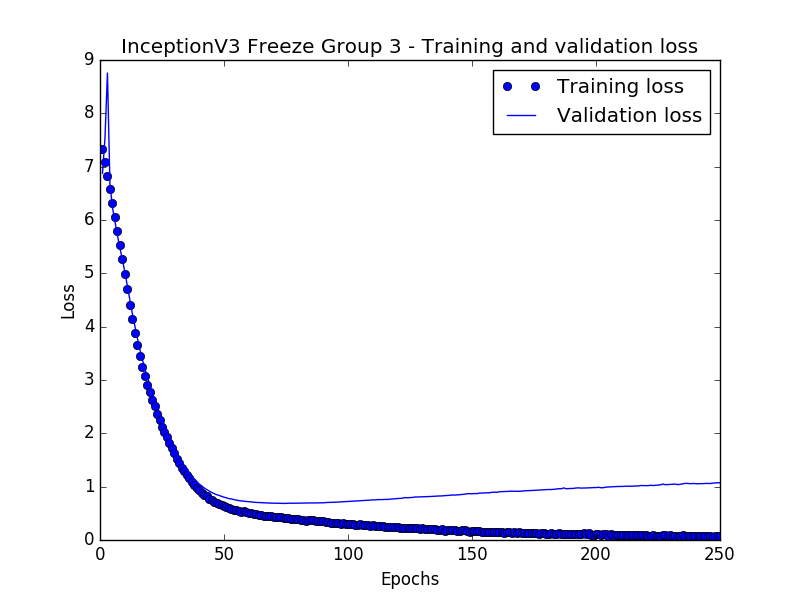 InceptionV3 Freeze Group 3 - Training and validation loss
Training loss
Validation loss
9
8
7
6
5
4
3
2
1
0
Loss
0 50 100 150 200 250
Epochs